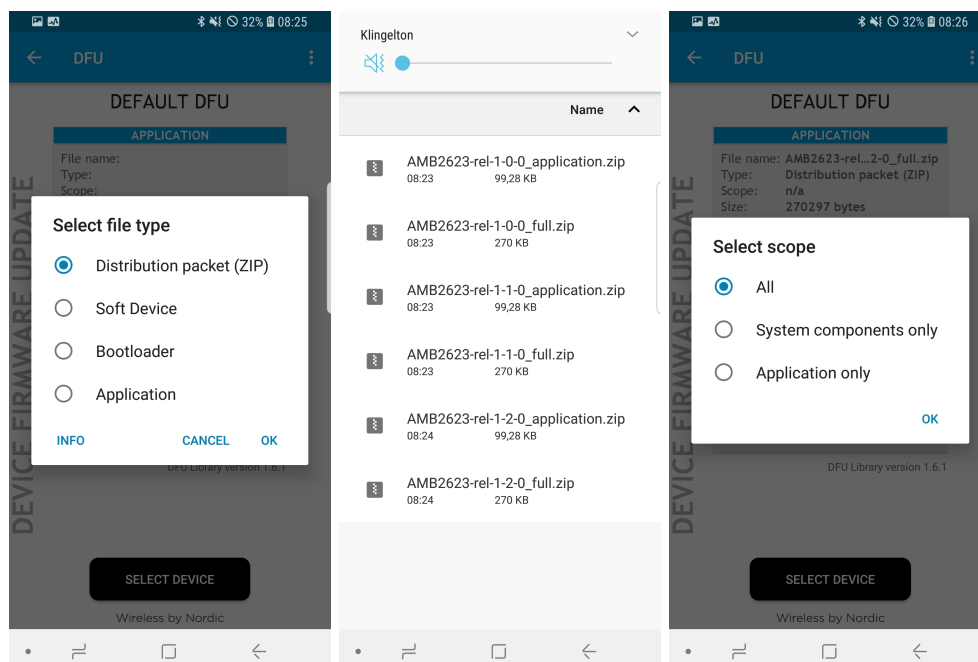 32% 08:25
DFU
DEFAULT DFU
APPLICATION
File name:
Type:
Scope:
DEVICE FIRMWARE UPDATE
Select file type
Distribution packet (ZIP)
Soft Device
Bootloader
Application
INFO CANCEL OK
DFU Library version 1.6.1
SELECT DEVICE
Wireless by Nordic
Klingelton
Name
AMB2623-rel-1-0-0_application.zip
08:23 99,28 KB
AMB2623-rel-1-0-0_full.zip
08:23 270 KB
AMB2623-rel-1-1-0_application.zip
08:23 99,28 KB
AMB2623-rel-1-1-0_full.zip
08:23 270 KB
AMB2623-rel-1-2-0_application.zip
08:24 99,28 KB
AMB2623-rel-1-2-0_full.zip
08:24 270 KB
32% 08:26
DFU
DEFAULT DFU
APPLICATION
File name: AMB2623-rel...2-0_full.zip
Type: Distribution packet (ZIP)
Scope: n/a
Size: 270297 bytes
DEVICE FIRMWARE UPDATE
Select scope
All
System components only
Application only
OK
DFU Library version 1.6.1
SELECT DEVICE
Wireless by Nordic